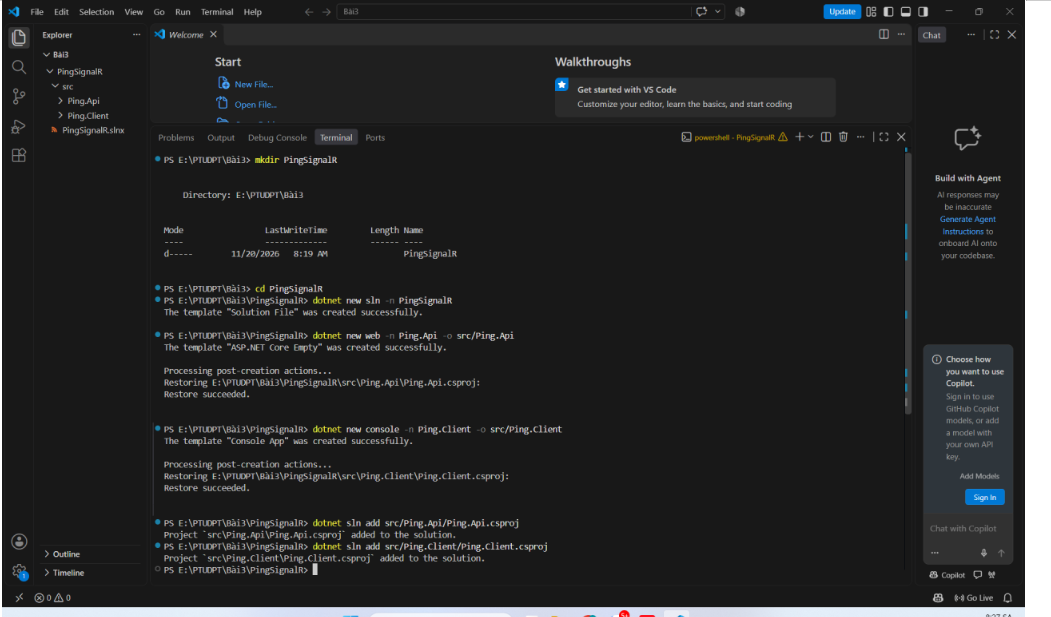 File Edit Selection View Go Run Terminal Help
Bài3
Update
Explorer
Bài3
PingSignalR
src
Ping.Api
Ping.Client
PingSignalR.slnx
Outline
Timeline
Welcome
Start
New File...
Open File...
Walkthroughs
Get started with VS Code
Customize your editor, learn the basics, and start coding
Problems Output Debug Console Terminal Ports
powershell - PingSignalR
PS E:\PTUDPT\Bài3> mkdir PingSignalR
Directory: E:\PTUDPT\Bài3
Mode LastWriteTime Length Name
---- ------------- ------ ----
d----- 11/20/2026 8:19 AM PingSignalR
PS E:\PTUDPT\Bài3> cd PingSignalR
PS E:\PTUDPT\Bài3\PingSignalR> dotnet new sln -n PingSignalR
The template "Solution File" was created successfully.
PS E:\PTUDPT\Bài3\PingSignalR> dotnet new web -n Ping.Api -o src/Ping.Api
The template "ASP.NET Core Empty" was created successfully.
Processing post-creation actions...
Restoring E:\PTUDPT\Bài3\PingSignalR\src\Ping.Api\Ping.Api.csproj:
Restore succeeded.
PS E:\PTUDPT\Bài3\PingSignalR> dotnet new console -n Ping.Client -o src/Ping.Client
The template "Console App" was created successfully.
Processing post-creation actions...
Restoring E:\PTUDPT\Bài3\PingSignalR\src\Ping.Client\Ping.Client.csproj:
Restore succeeded.
PS E:\PTUDPT\Bài3\PingSignalR> dotnet sln add src/Ping.Api/Ping.Api.csproj
Project `src\Ping.Api\Ping.Api.csproj` added to the solution.
PS E:\PTUDPT\Bài3\PingSignalR> dotnet sln add src/Ping.Client/Ping.Client.csproj
Project `src\Ping.Client\Ping.Client.csproj` added to the solution.
PS E:\PTUDPT\Bài3\PingSignalR>
Chat
Build with Agent
AI responses may
be inaccurate
Generate Agent
Instructions to
onboard AI onto
your codebase.
Choose how
you want to use
Copilot.
Sign in to use
GitHub Copilot
models, or add
a model with
your own API
key.
Add Models
Sign In
Chat with Copilot
Copilot
0 0
Go Live